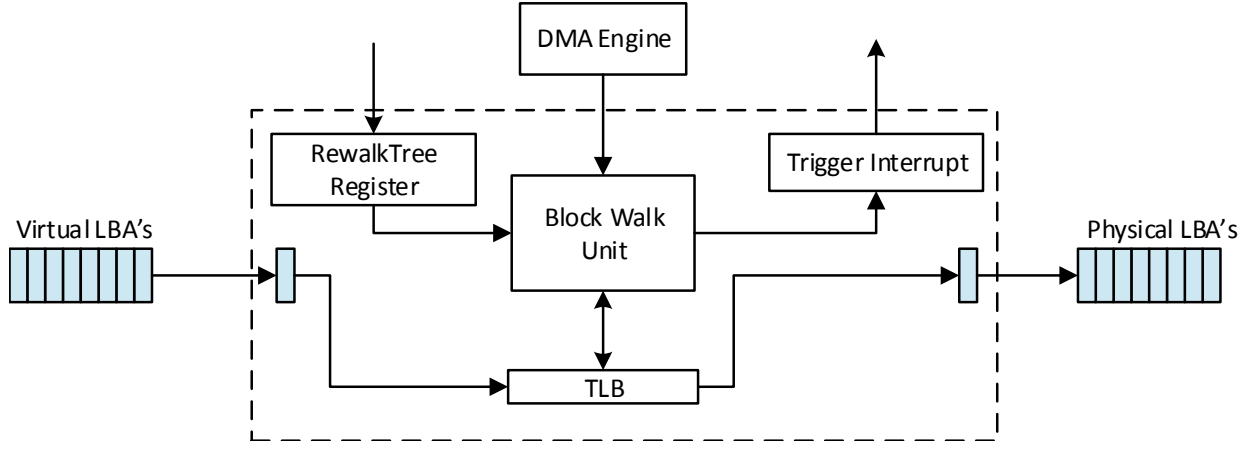 DMA Engine
RewalkTree
Register
Trigger Interrupt
Block Walk
Unit
Virtual LBA's
Physical LBA's
TLB